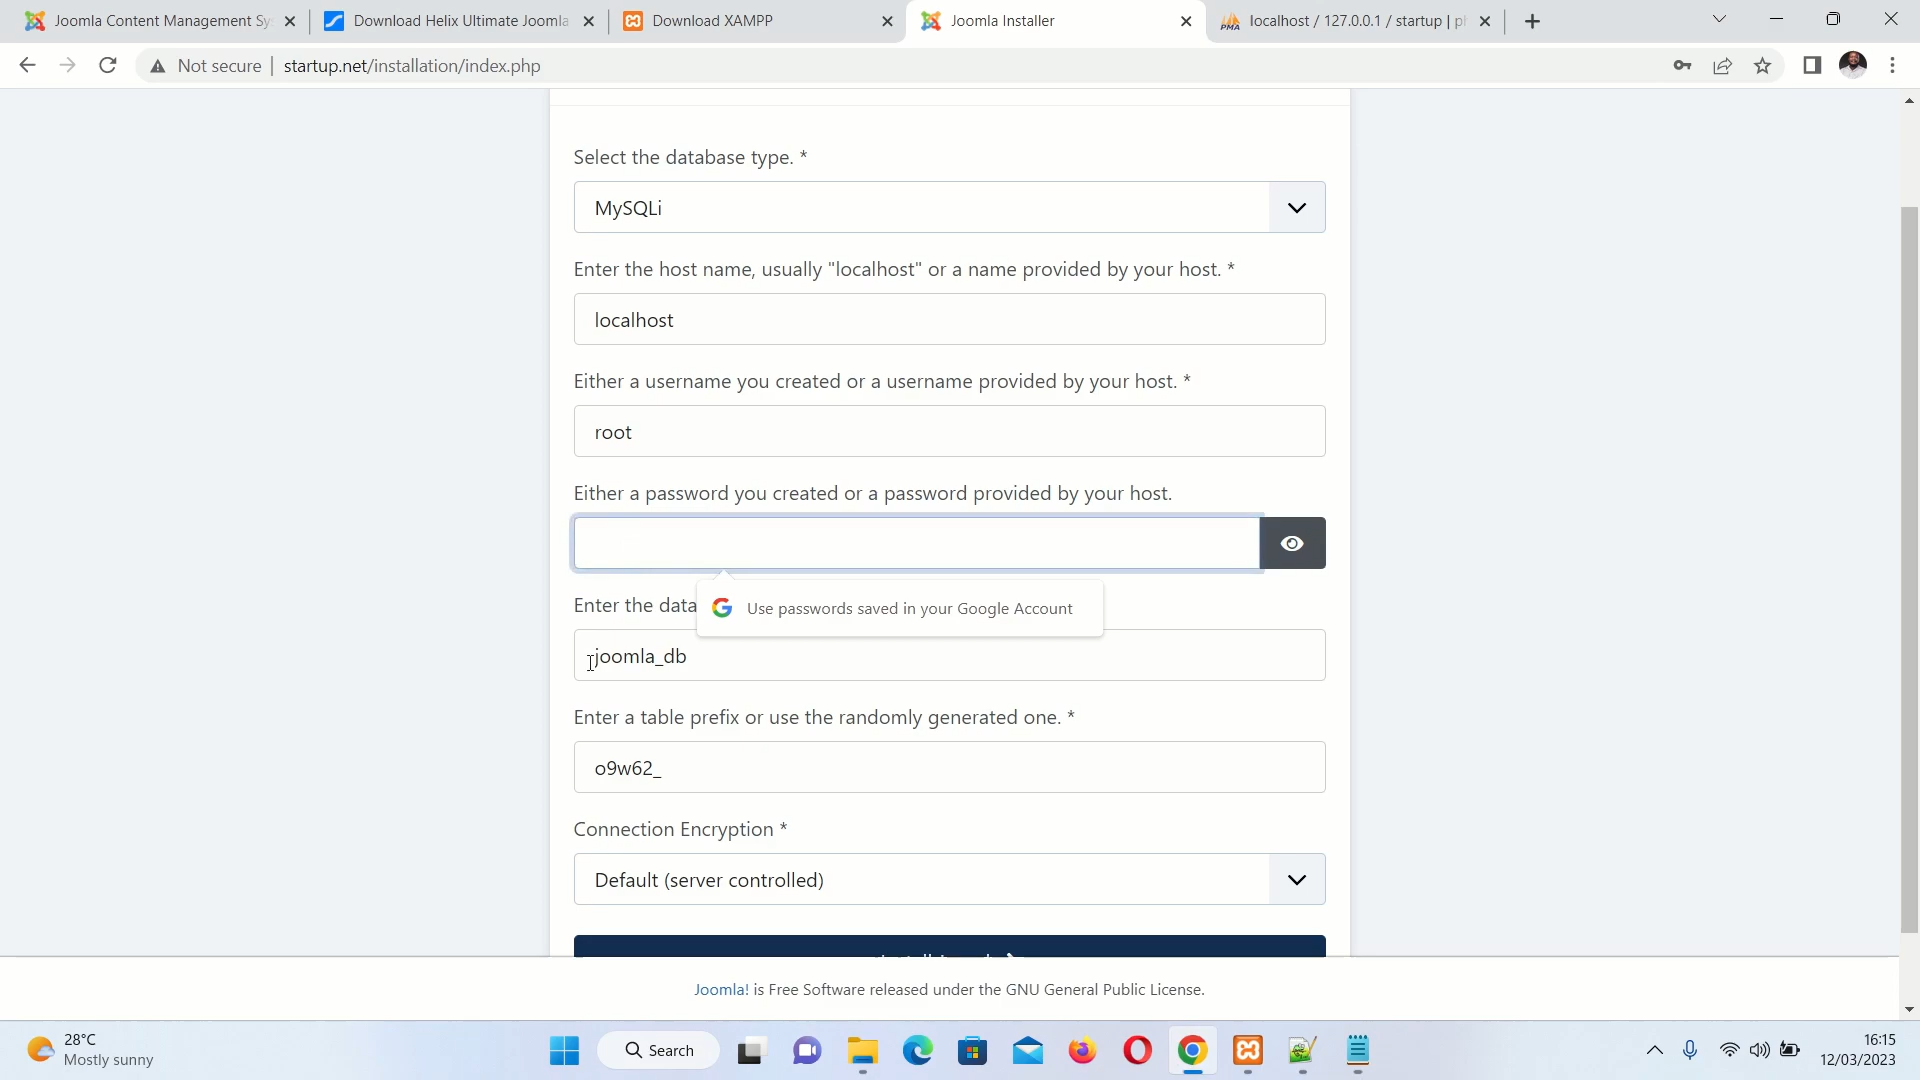 Joomla Content Management Sy
Download Helix Ultimate Joomla
Download XAMPP
Joomla Installer
localhost / 127.0.0.1 / startup | ph
PMA
Not secure | startup.net/installation/index.php
Select the database type. *
MySQLi
Enter the host name, usually "localhost" or a name provided by your host. *
localhost
Either a username you created or a username provided by your host. *
root
Either a password you created or a password provided by your host.
Use passwords saved in your Google Account
Enter the data
joomla_db
Enter a table prefix or use the randomly generated one. *
o9w62_
Connection Encryption *
Default (server controlled)
Joomla! is Free Software released under the GNU General Public License.
28°C
Mostly sunny
Search
16:15
12/03/2023